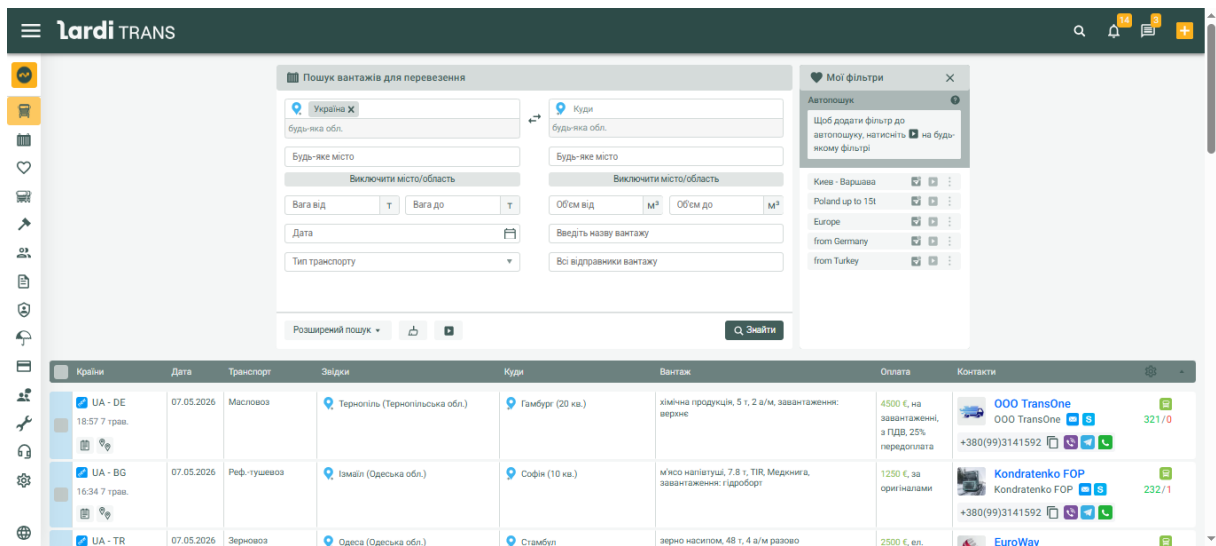 lardi TRANS
14
3
Пошук вантажів для перевезення
Україна X
будь-яка обл.
Куди
будь-яка обл.
Будь-яке місто
Будь-яке місто
Виключити місто/область
Виключити місто/область
Вага від т
Вага до т
Об'єм від м³
Об'єм до м³
Дата
Введіть назву вантажу
Тип транспорту
Всі відправники вантажу
Розширений пошук
Знайти
Мої фільтри
Автопошук
Щоб додати фільтр до
автопошуку, натисніть на будь-
якому фільтрі
Киев - Варшава
Poland up to 15t
Europe
from Germany
from Turkey
Країни Дата Транспорт Звідки Куди Вантаж Оплата Контакти
UA - DE
18:57 7 трав.
07.05.2026
Масловоз
Тернопіль (Тернопільська обл.)
Гамбург (20 кв.)
хімічна продукція, 5 т, 2 а/м, завантаження:
верхнє
4500 €, на
завантаженні,
з ПДВ, 25%
передоплата
ООО TransOne
ООО TransOne
+380(99)3141592
321/0
UA - BG
16:34 7 трав.
07.05.2026
Реф.-тушевоз
Ізмаїл (Одеська обл.)
Софія (10 кв.)
м'ясо напівтуші, 7.8 т, TIR, Медкнига,
завантаження: гідроборт
1250 €, за
оригіналами
Kondratenko FOP
Kondratenko FOP
+380(99)3141592
232/1
UA - TR
07.05.2026
Зерновоз
Одеса (Одеська обл.)
Стамбул
зерно насипом, 48 т, 4 а/м разово
2500 €, ел.
EuroWay